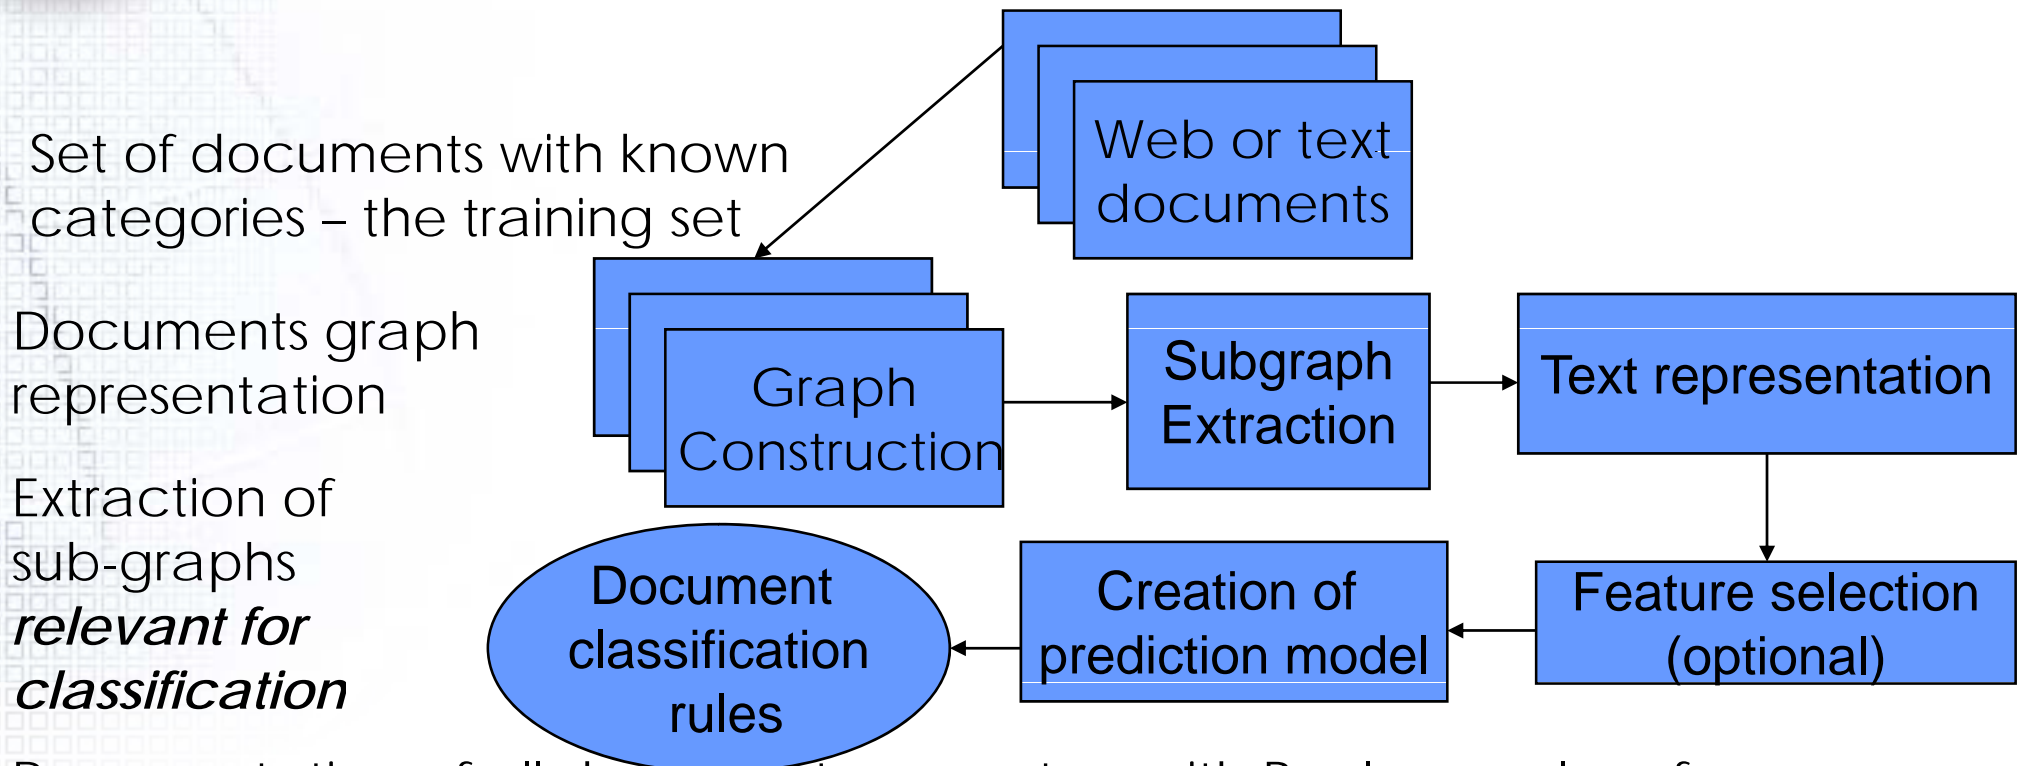 Web or text
documents
Set of documents with known
categories – the training set
Documents graph
representation
Graph
Construction
Subgraph
Extraction
Text representation
Extraction of
sub-graphs
relevant for
classification
Document
classification
rules
Creation of
prediction model
Feature selection
(optional)